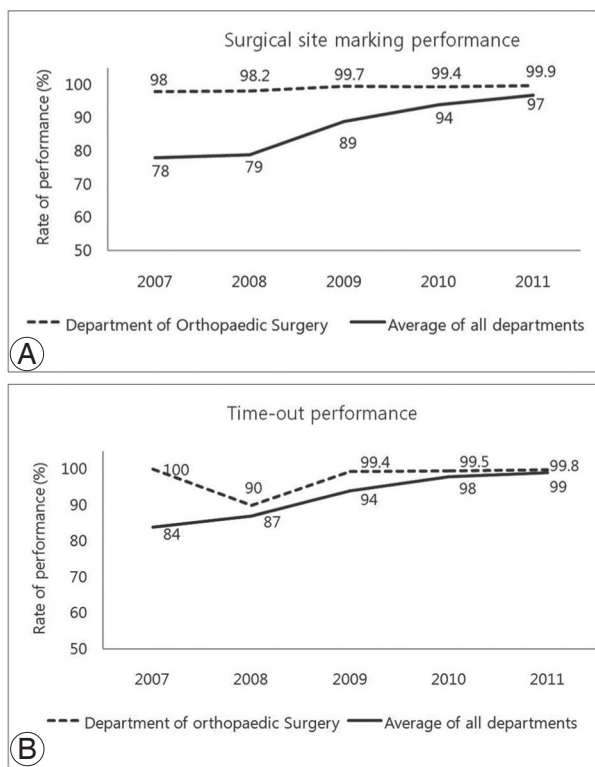 Surgical site marking performance
Rate of performance (%)
100
90
80
70
60
50
98 98.2 99.7 99.4 99.9
78 79 89 94 97
2007 2008 2009 2010 2011
Department of Orthopaedic Surgery Average of all departments
A
Time-out performance
Rate of performance (%)
100
90
80
70
60
50
100 90 99.4 99.5 99.8
84 87 94 98 99
2007 2008 2009 2010 2011
Department of orthopaedic Surgery Average of all departments
B